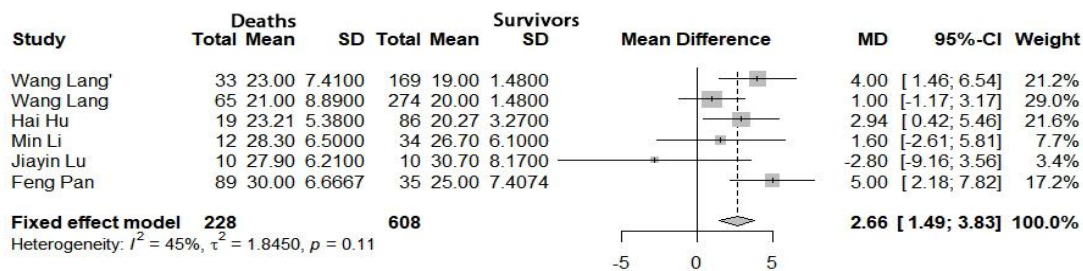 Deaths Survivors
Study Total Mean SD Total Mean SD Mean Difference MD 95%-CI Weight
Wang Lang' 33 23.00 7.4100 169 19.00 1.4800 4.00 [ 1.46; 6.54] 21.2%
Wang Lang 65 21.00 8.8900 274 20.00 1.4800 1.00 [-1.17; 3.17] 29.0%
Hai Hu 19 23.21 5.3800 86 20.27 3.2700 2.94 [ 0.42; 5.46] 21.6%
Min Li 12 28.30 6.5000 34 26.70 6.1000 1.60 [-2.61; 5.81] 7.7%
Jiayin Lu 10 27.90 6.2100 10 30.70 8.1700 -2.80 [-9.16; 3.56] 3.4%
Feng Pan 89 30.00 6.6667 35 25.00 7.4074 5.00 [ 2.18; 7.82] 17.2%
Fixed effect model 228 608 2.66 [ 1.49; 3.83] 100.0%
Heterogeneity: I² = 45%, τ² = 1.8450, p = 0.11
-5 0 5